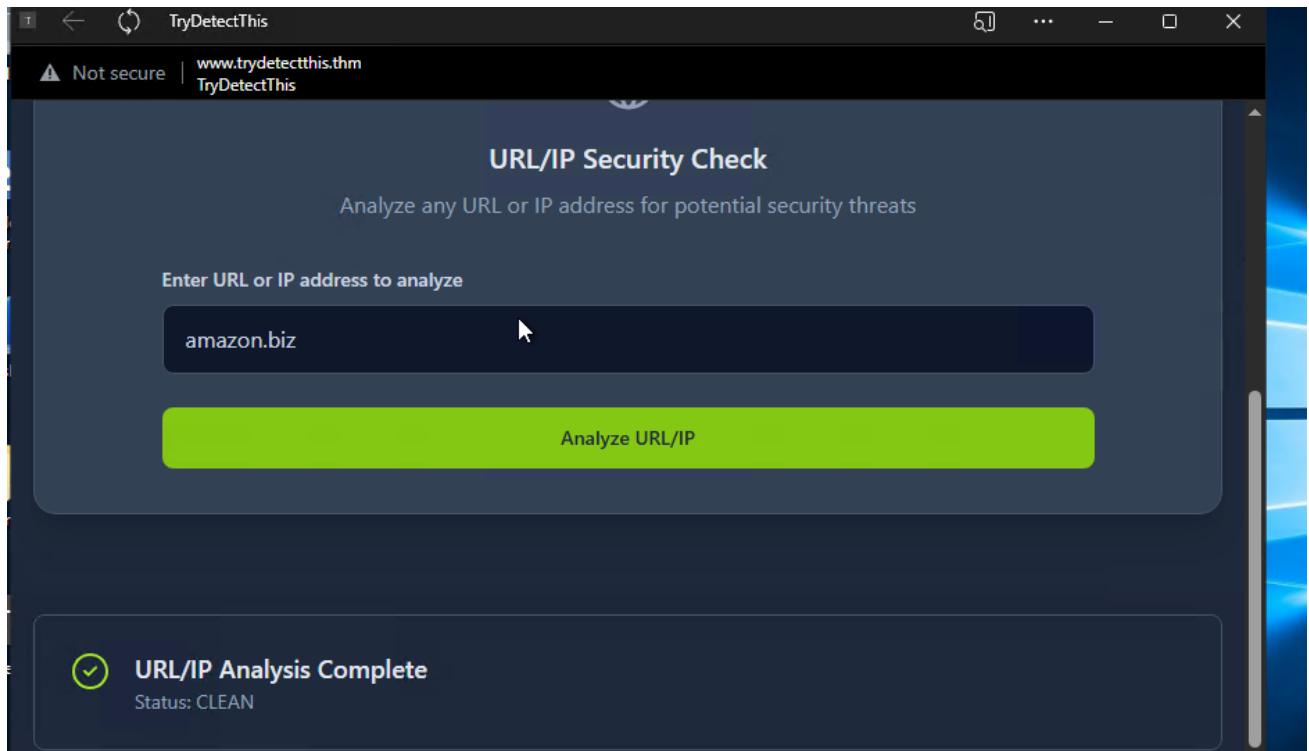 T
TryDetectThis
Not secure
www.trydetectthis.thm
TryDetectThis
URL/IP Security Check
Analyze any URL or IP address for potential security threats
Enter URL or IP address to analyze
amazon.biz
Analyze URL/IP
URL/IP Analysis Complete
Status: CLEAN